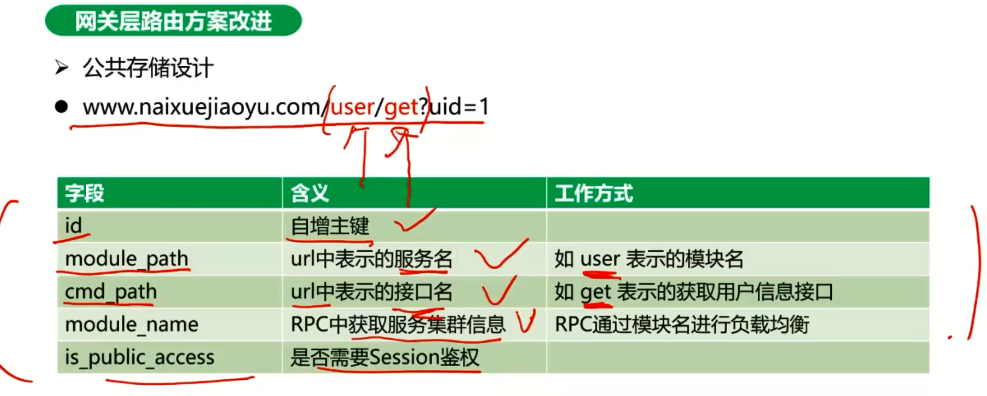 网关层路由方案改进
公共存储设计
www.naixuejiaoyu.com/user/get?uid=1
字段 含义 工作方式
id 自增主键
module_path url中表示的服务名 如 user 表示的模块名
cmd_path url中表示的接口名 如 get 表示的获取用户信息接口
module_name RPC中获取服务集群信息 RPC通过模块名进行负载均衡
is_public_access 是否需要Session鉴权